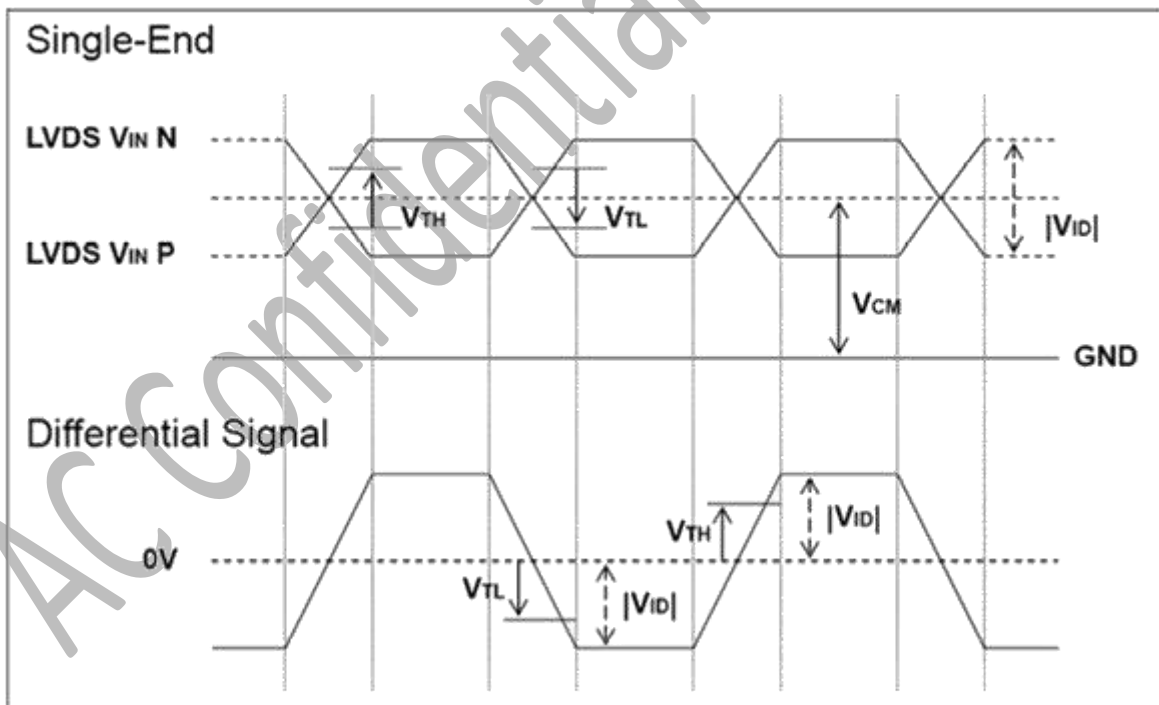 Single-End
LVDS VIN N
VTH
VTL
|VID|
LVDS VIN P
VCM
GND
Differential Signal
VTH
|VID|
0V
VTL
|VID|
AC Confidential